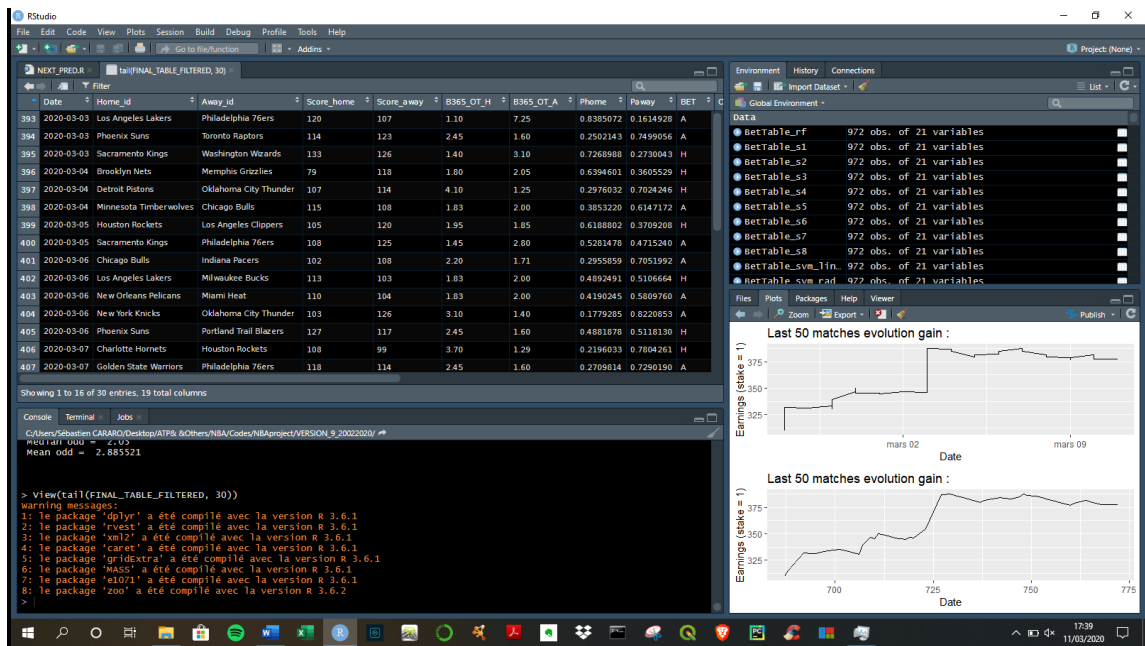 RStudio
File Edit Code View Plots Session Build Debug Profile Tools Help
Go to file/function Addins Project: (None)
NEXT_PRED.R tail(FINAL_TABLE_FILTERED, 30)
Filter
Date Home_id Away_id Score_home Score_away B365_OT_H B365_OT_A Phome Paway BET
393 2020-03-03 Los Angeles Lakers Philadelphia 76ers 120 107 1.10 7.25 0.8385072 0.1614928 A
394 2020-03-03 Phoenix Suns Toronto Raptors 114 123 2.45 1.60 0.2502143 0.7499056 A
395 2020-03-03 Sacramento Kings Washington Wizards 133 126 1.40 3.10 0.7268988 0.2730043 H
396 2020-03-04 Brooklyn Nets Memphis Grizzlies 79 118 1.80 2.05 0.6394601 0.3605529 H
397 2020-03-04 Detroit Pistons Oklahoma City Thunder 107 114 4.10 1.25 0.2976032 0.7024246 H
398 2020-03-04 Minnesota Timberwolves Chicago Bulls 115 108 1.83 2.00 0.3853220 0.6147172 A
399 2020-03-05 Houston Rockets Los Angeles Clippers 105 120 1.95 1.85 0.6188802 0.3709208 H
400 2020-03-05 Sacramento Kings Philadelphia 76ers 108 125 1.45 2.80 0.5281478 0.4715240 A
401 2020-03-06 Chicago Bulls Indiana Pacers 102 108 2.20 1.71 0.2955859 0.7051992 A
402 2020-03-06 Los Angeles Lakers Milwaukee Bucks 113 103 1.83 2.00 0.4892491 0.5106664 H
403 2020-03-06 New Orleans Pelicans Miami Heat 110 104 1.83 2.00 0.4190245 0.5809760 A
404 2020-03-06 New York Knicks Oklahoma City Thunder 103 126 3.10 1.40 0.1779285 0.8220853 A
405 2020-03-06 Phoenix Suns Portland Trail Blazers 127 117 2.45 1.60 0.4881878 0.5118130 H
406 2020-03-07 Charlotte Hornets Houston Rockets 108 99 3.70 1.29 0.2196033 0.7804261 H
407 2020-03-07 Golden State Warriors Philadelphia 76ers 118 114 2.45 1.60 0.2709814 0.7290190 A
Showing 1 to 16 of 30 entries, 19 total columns
Console Terminal Jobs
C:/Users/Sébastien CARARO/Desktop/ATP& &Others/NBA/Codes/NBAproject/VERSION_9_20022020/
Median odd = 2.05
Mean odd = 2.885521
> View(tail(FINAL_TABLE_FILTERED, 30))
Warning messages:
1: le package ‘dplyr’ a été compilé avec la version R 3.6.1
2: le package ‘rvest’ a été compilé avec la version R 3.6.1
3: le package ‘xml2’ a été compilé avec la version R 3.6.1
4: le package ‘caret’ a été compilé avec la version R 3.6.1
5: le package ‘gridExtra’ a été compilé avec la version R 3.6.1
6: le package ‘MASS’ a été compilé avec la version R 3.6.1
7: le package ‘e1071’ a été compilé avec la version R 3.6.1
8: le package ‘zoo’ a été compilé avec la version R 3.6.2
>
Environment History Connections
Import Dataset List
Global Environment
Data
BetTable_rf 972 obs. of 21 variables
BetTable_s1 972 obs. of 21 variables
BetTable_s2 972 obs. of 21 variables
BetTable_s3 972 obs. of 21 variables
BetTable_s4 972 obs. of 21 variables
BetTable_s5 972 obs. of 21 variables
BetTable_s6 972 obs. of 21 variables
BetTable_s7 972 obs. of 21 variables
BetTable_s8 972 obs. of 21 variables
BetTable_svm_lin… 972 obs. of 21 variables
BetTable_svm_rad 972 obs. of 21 variables
Files Plots Packages Help Viewer
Zoom Export Publish
Last 50 matches evolution gain :
Earnings (stake = 1)
375
350
325
mars 02 mars 09
Date
Last 50 matches evolution gain :
Earnings (stake = 1)
375
350
325
700 725 750 775
Date
17:39
11/03/2020